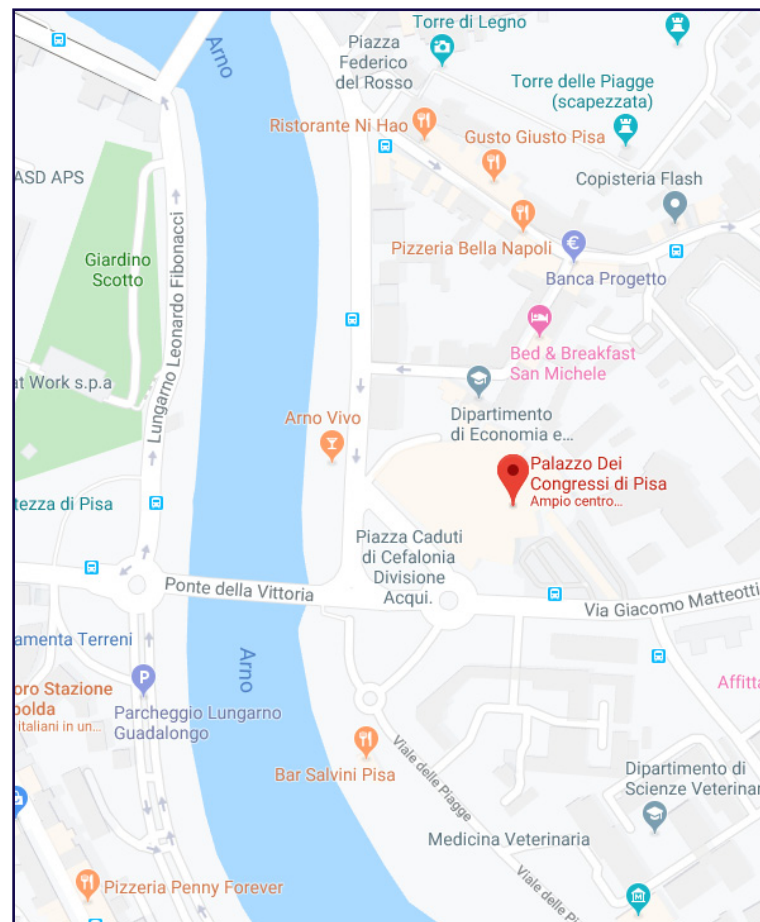 Torre di Legno
Arno
Piazza
Federico
del Rosso
Torre delle Piagge
(scapezzata)
Ristorante Ni Hao
Gusto Giusto Pisa
ASD APS
Copisteria Flash
Giardino
Scotto
Lungarno Leonardo Fibonacci
Pizzeria Bella Napoli
€
Banca Progetto
at Work s.p.a
Bed & Breakfast
San Michele
Arno Vivo
Dipartimento
di Economia e...
Palazzo Dei
Congressi di Pisa
Ampio centro...
tezza di Pisa
Piazza Caduti
di Cefalonia
Divisione
Acqui.
Ponte della Vittoria
Via Giacomo Matteotti
amenta Terreni
Arno
oro Stazione
polda
italiani in un...
P
Parcheggio Lungarno
Guadalongo
Affitta
Bar Salvini Pisa
Viale delle Piagge
Dipartimento di
Scienze Veterinar
Medicina Veterinaria
Viale delle Pi
M
Pizzeria Penny Forever